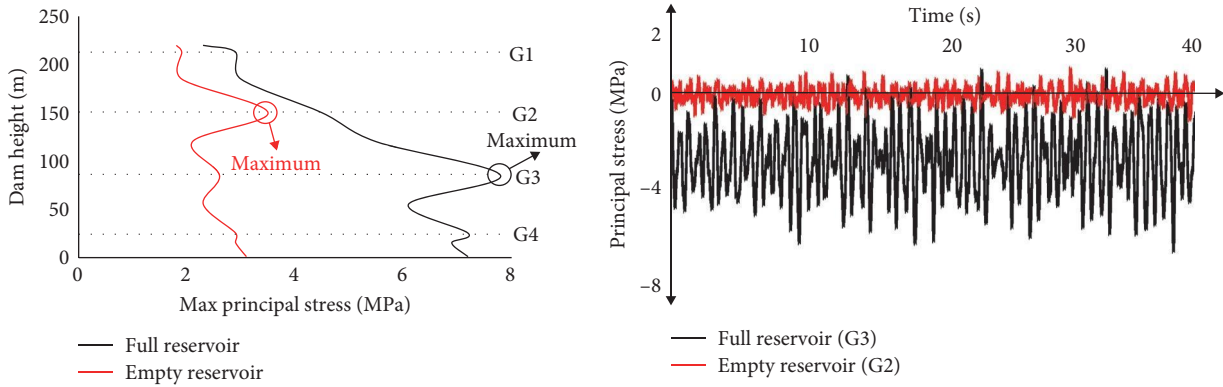 250
200
150
100
50
0
Dam height (m)
G1
G2
Maximum
Maximum
G3
G4
0
2
4
6
8
Max principal stress (MPa)
Full reservoir
Empty reservoir
Time (s)
2
10
20
30
40
0
−4
−8
Principal stress (MPa)
Full reservoir (G3)
Empty reservoir (G2)